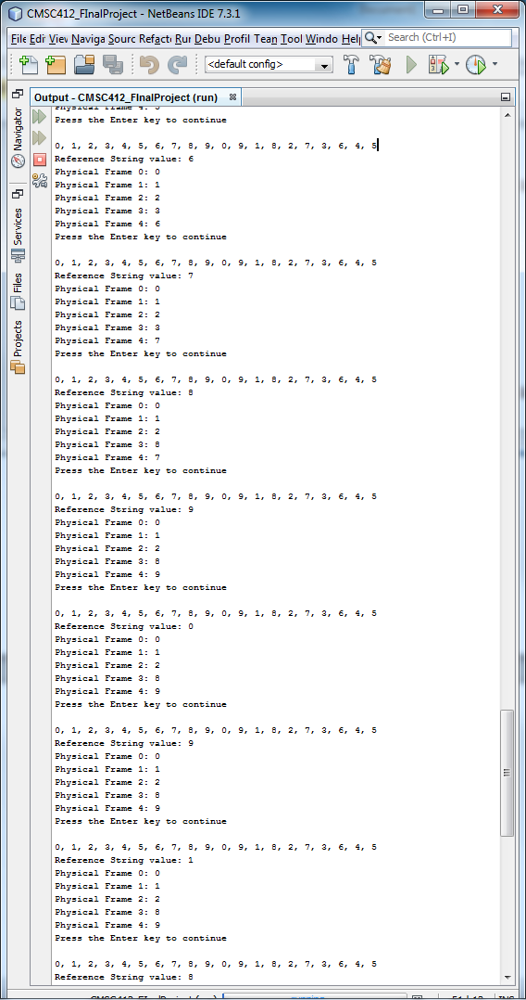 CMSC412_FInalProject - NetBeans IDE 7.3.1
File Edit View Naviga Sourc Refacto Run Debu Profil Tean Tool Windo Help Search (Ctrl+I)
<default config>
Output - CMSC412_FInalProject (run)
Navigator
Services
Files
Projects
Physical Frame 4: 5
Press the Enter key to continue
0, 1, 2, 3, 4, 5, 6, 7, 8, 9, 0, 9, 1, 8, 2, 7, 3, 6, 4, 5
Reference String value: 6
Physical Frame 0: 0
Physical Frame 1: 1
Physical Frame 2: 2
Physical Frame 3: 3
Physical Frame 4: 6
Press the Enter key to continue
0, 1, 2, 3, 4, 5, 6, 7, 8, 9, 0, 9, 1, 8, 2, 7, 3, 6, 4, 5
Reference String value: 7
Physical Frame 0: 0
Physical Frame 1: 1
Physical Frame 2: 2
Physical Frame 3: 3
Physical Frame 4: 7
Press the Enter key to continue
0, 1, 2, 3, 4, 5, 6, 7, 8, 9, 0, 9, 1, 8, 2, 7, 3, 6, 4, 5
Reference String value: 8
Physical Frame 0: 0
Physical Frame 1: 1
Physical Frame 2: 2
Physical Frame 3: 8
Physical Frame 4: 7
Press the Enter key to continue
0, 1, 2, 3, 4, 5, 6, 7, 8, 9, 0, 9, 1, 8, 2, 7, 3, 6, 4, 5
Reference String value: 9
Physical Frame 0: 0
Physical Frame 1: 1
Physical Frame 2: 2
Physical Frame 3: 8
Physical Frame 4: 9
Press the Enter key to continue
0, 1, 2, 3, 4, 5, 6, 7, 8, 9, 0, 9, 1, 8, 2, 7, 3, 6, 4, 5
Reference String value: 0
Physical Frame 0: 0
Physical Frame 1: 1
Physical Frame 2: 2
Physical Frame 3: 8
Physical Frame 4: 9
Press the Enter key to continue
0, 1, 2, 3, 4, 5, 6, 7, 8, 9, 0, 9, 1, 8, 2, 7, 3, 6, 4, 5
Reference String value: 9
Physical Frame 0: 0
Physical Frame 1: 1
Physical Frame 2: 2
Physical Frame 3: 8
Physical Frame 4: 9
Press the Enter key to continue
0, 1, 2, 3, 4, 5, 6, 7, 8, 9, 0, 9, 1, 8, 2, 7, 3, 6, 4, 5
Reference String value: 1
Physical Frame 0: 0
Physical Frame 1: 1
Physical Frame 2: 2
Physical Frame 3: 8
Physical Frame 4: 9
Press the Enter key to continue
0, 1, 2, 3, 4, 5, 6, 7, 8, 9, 0, 9, 1, 8, 2, 7, 3, 6, 4, 5
Reference String value: 8